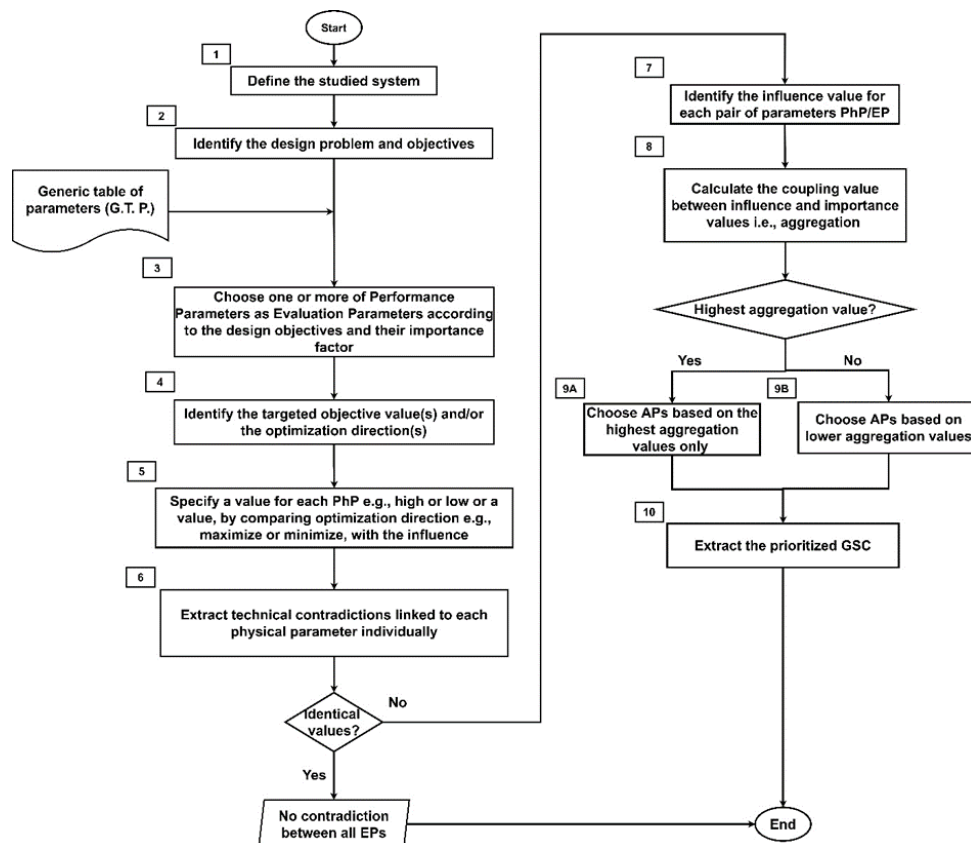 Start
1
Define the studied system
2
Identify the design problem and objectives
Generic table of
parameters (G.T. P.)
3
Choose one or more of Performance
Parameters as Evaluation Parameters according
to the design objectives and their importance
factor
4
Identify the targeted objective value(s) and/or
the optimization direction(s)
5
Specify a value for each PhP e.g., high or low or a
value, by comparing optimization direction e.g.,
maximize or minimize, with the influence
6
Extract technical contradictions linked to each
physical parameter individually
Identical
values?
No
Yes
No contradiction
between all EPs
7
Identify the influence value for
each pair of parameters PhP/EP
8
Calculate the coupling value
between influence and importance
values i.e., aggregation
Highest aggregation value?
Yes
No
9A
Choose APs based on the
highest aggregation
values only
9B
Choose APs based on
lower aggregation values
10
Extract the prioritized GSC
End